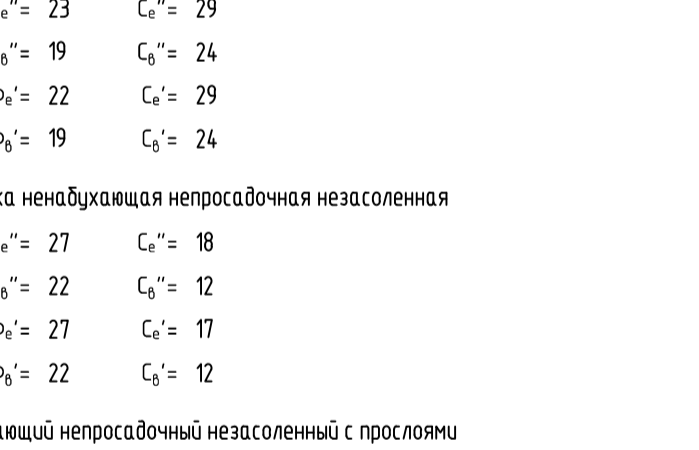 e″= 23 Cе″= 29
в″= 19 Cв″= 24
е′= 22 Cе′= 29
в′= 19 Cв′= 24
ка ненабухающая непросадочная незасоленная
е″= 27 Cе″= 18
в″= 22 Cв″= 12
е′= 27 Cе′= 17
в′= 22 Cв′= 12
ающий непросадочный незасоленный с прослоями